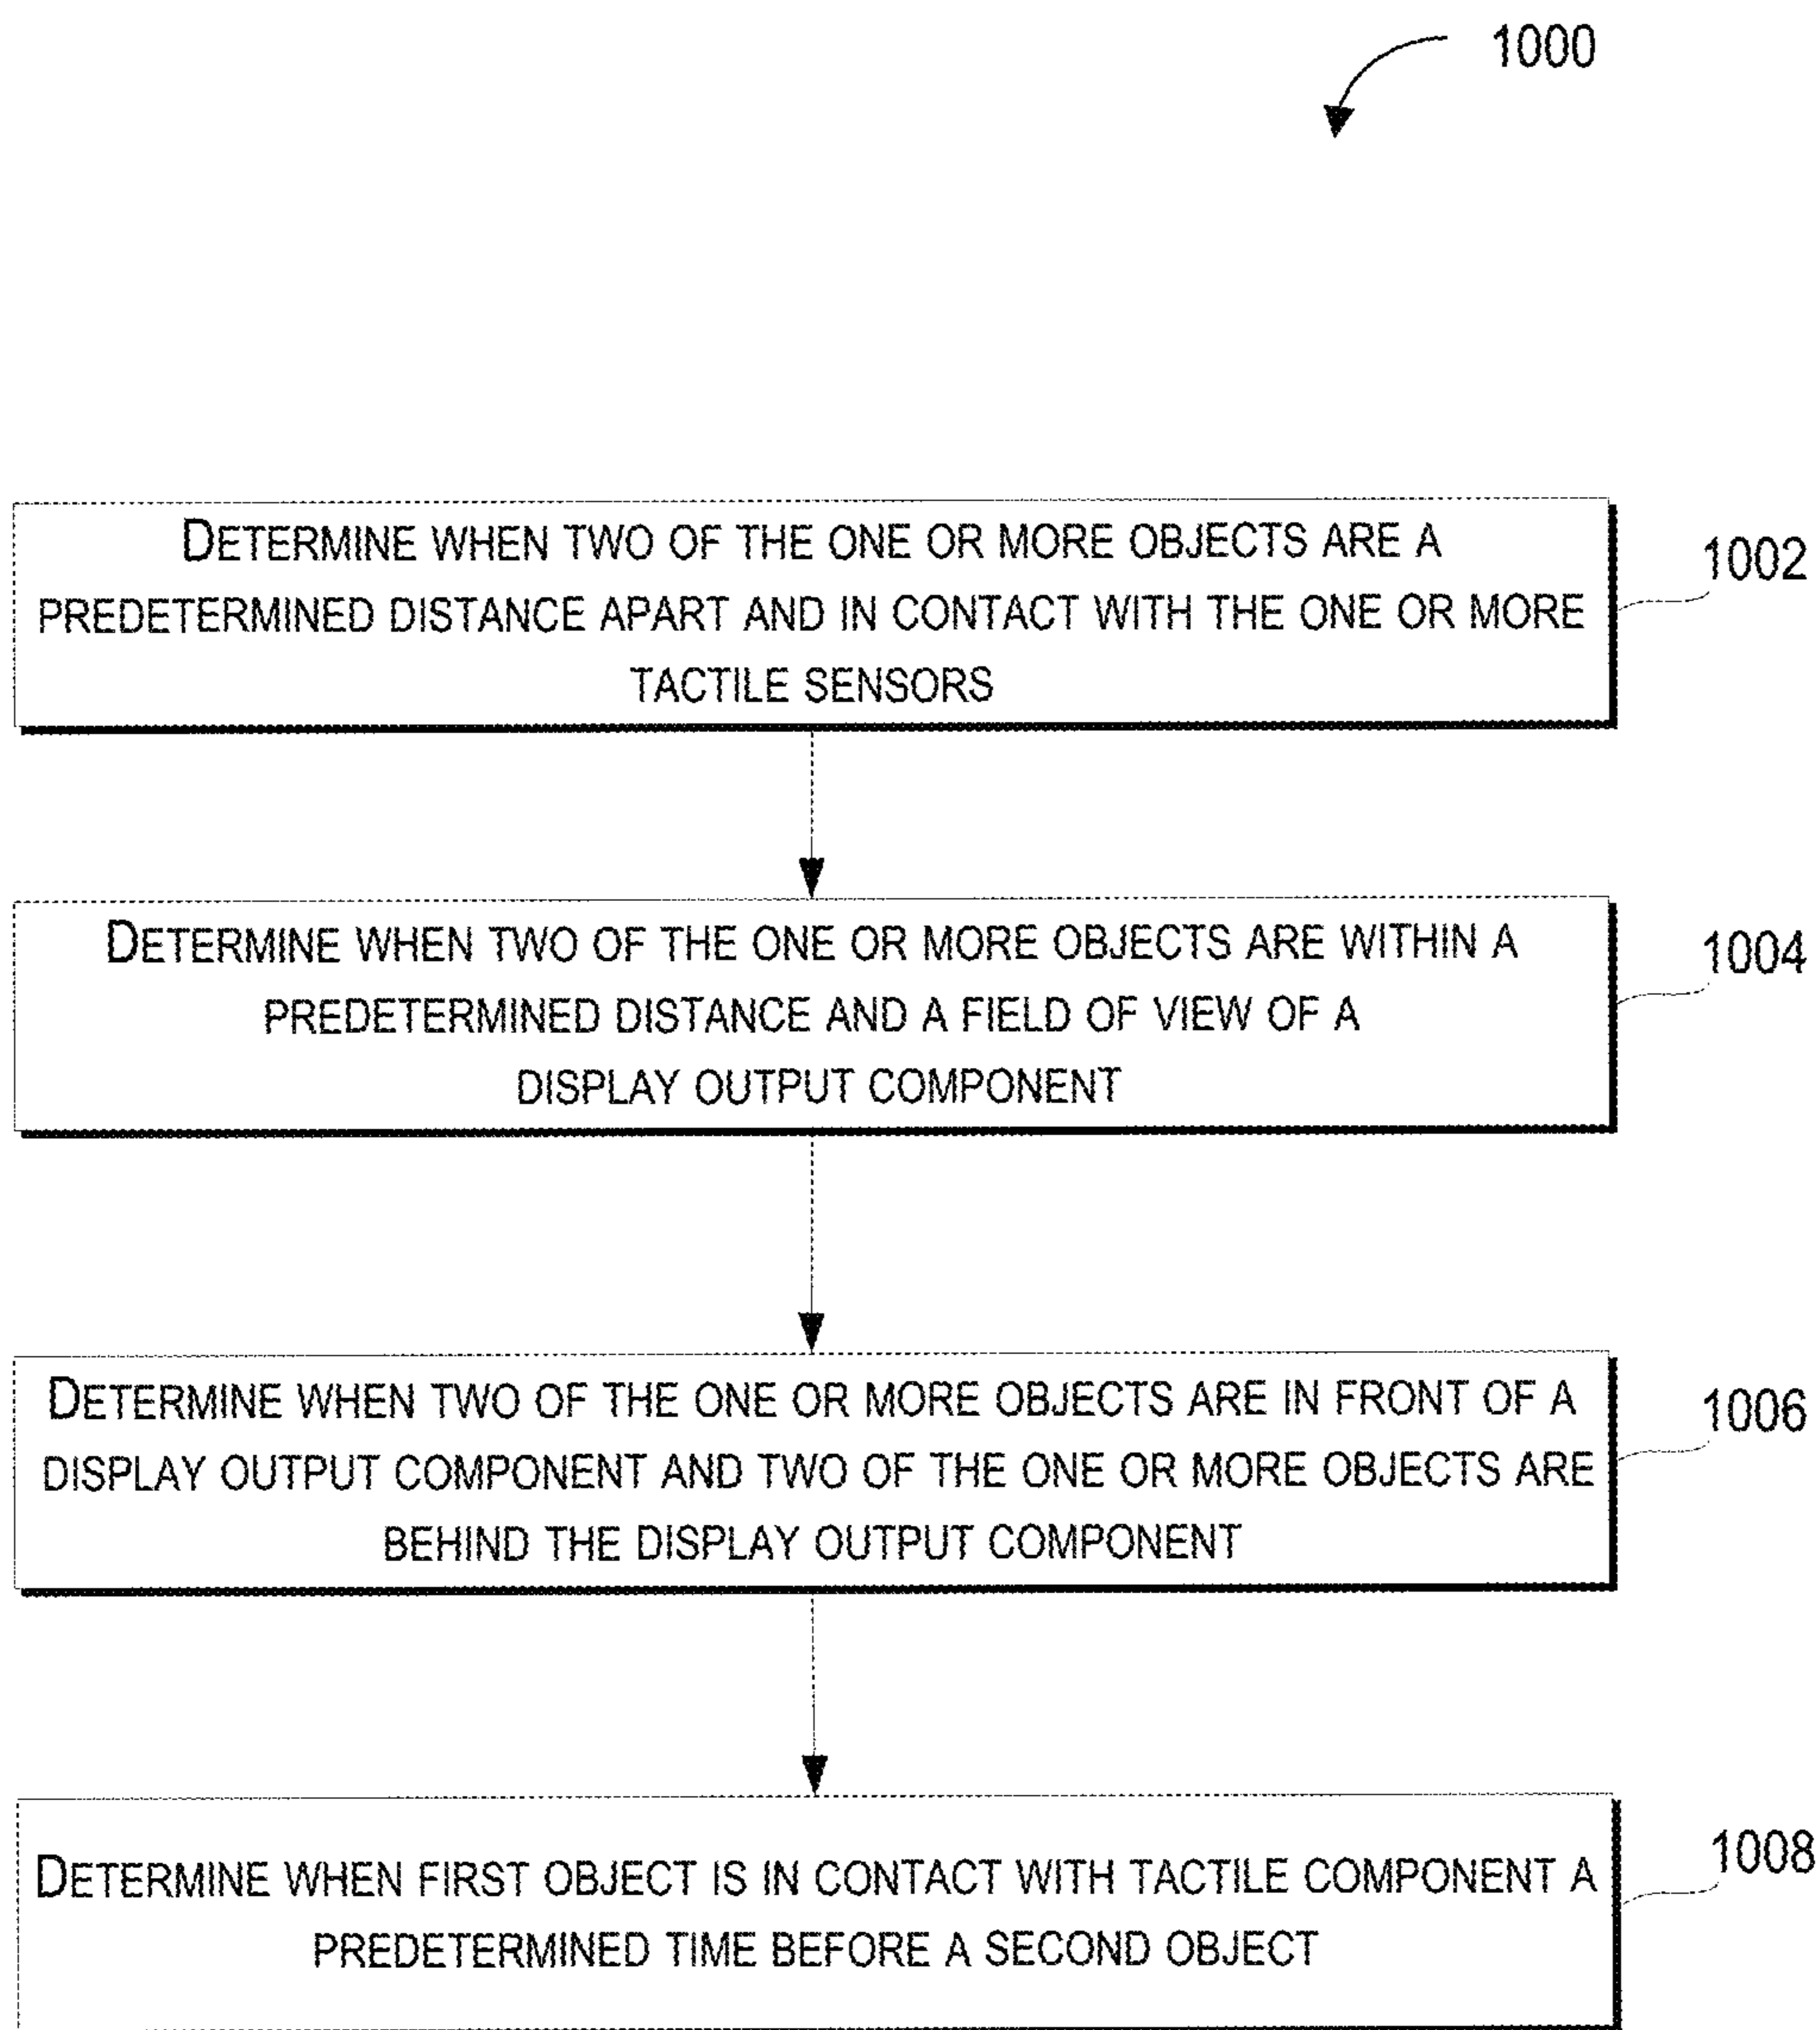 1000
DETERMINE WHEN TWO OF THE ONE OR MORE OBJECTS ARE A
PREDETERMINED DISTANCE APART AND IN CONTACT WITH THE ONE OR MORE
TACTILE SENSORS
1002
DETERMINE WHEN TWO OF THE ONE OR MORE OBJECTS ARE WITHIN A
PREDETERMINED DISTANCE AND A FIELD OF VIEW OF A
DISPLAY OUTPUT COMPONENT
1004
DETERMINE WHEN TWO OF THE ONE OR MORE OBJECTS ARE IN FRONT OF A
DISPLAY OUTPUT COMPONENT AND TWO OF THE ONE OR MORE OBJECTS ARE
BEHIND THE DISPLAY OUTPUT COMPONENT
1006
DETERMINE WHEN FIRST OBJECT IS IN CONTACT WITH TACTILE COMPONENT A
PREDETERMINED TIME BEFORE A SECOND OBJECT
1008